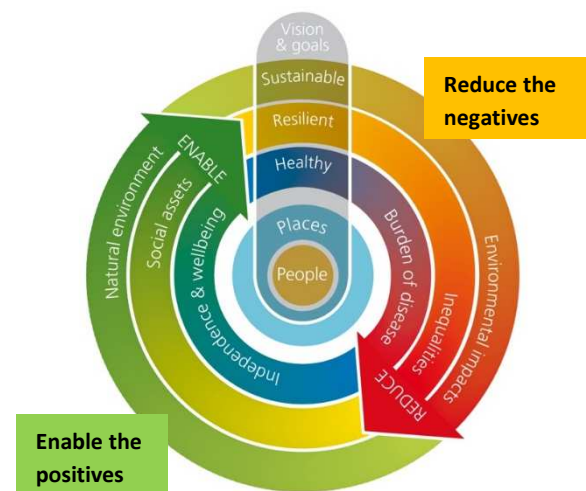 Vision
& goals
Sustainable
Resilient
Healthy
Places
People
Reduce the
negatives
ENABLE
Natural environment
Social assets
Independence & wellbeing
Burden of disease
Inequalities
Environmental impacts
REDUCE
Enable the
positives